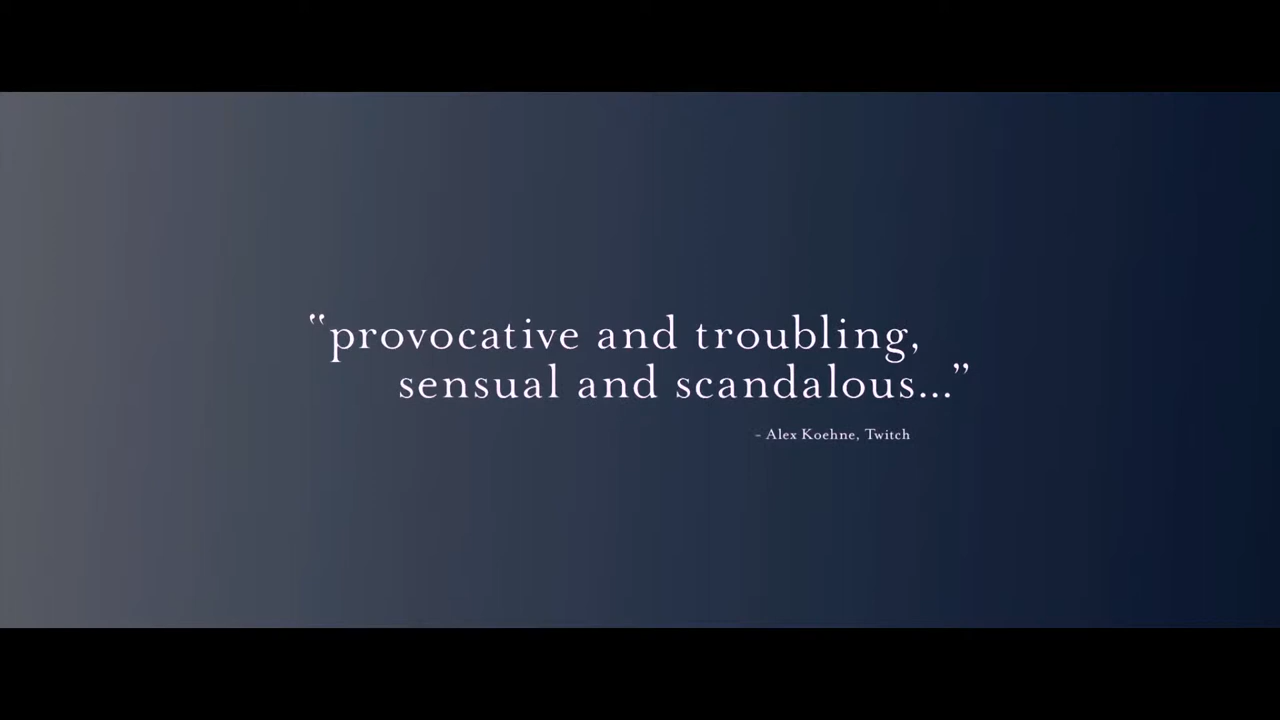 “provocative and troubling,
sensual and scandalous...”
– Alex Koehne, Twitch